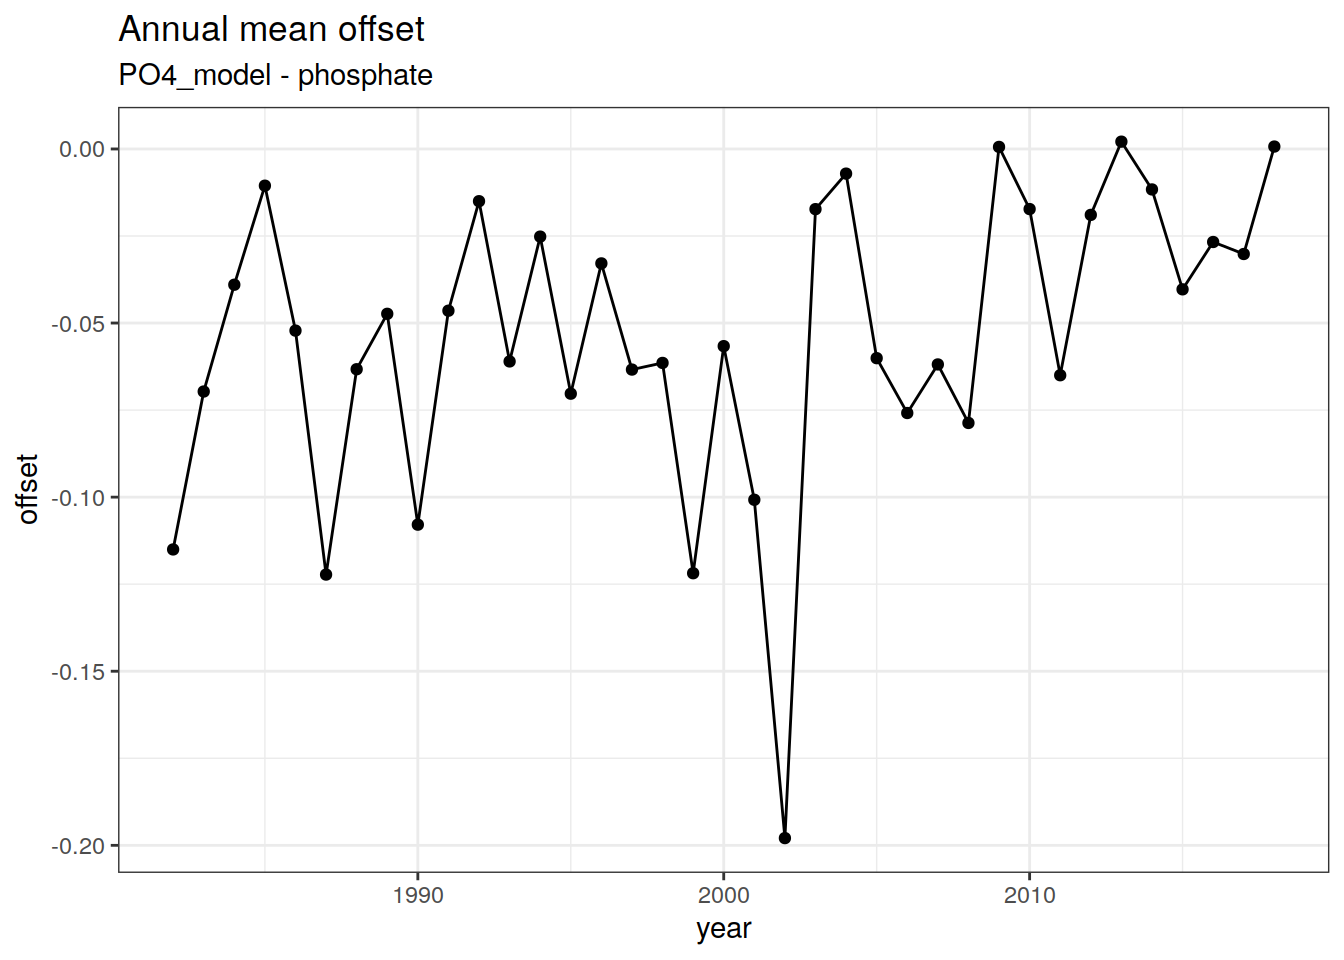 Annual mean offset
PO4_model - phosphate
0.00
-0.05
-0.10
-0.15
-0.20
offset
1990
2000
2010
year